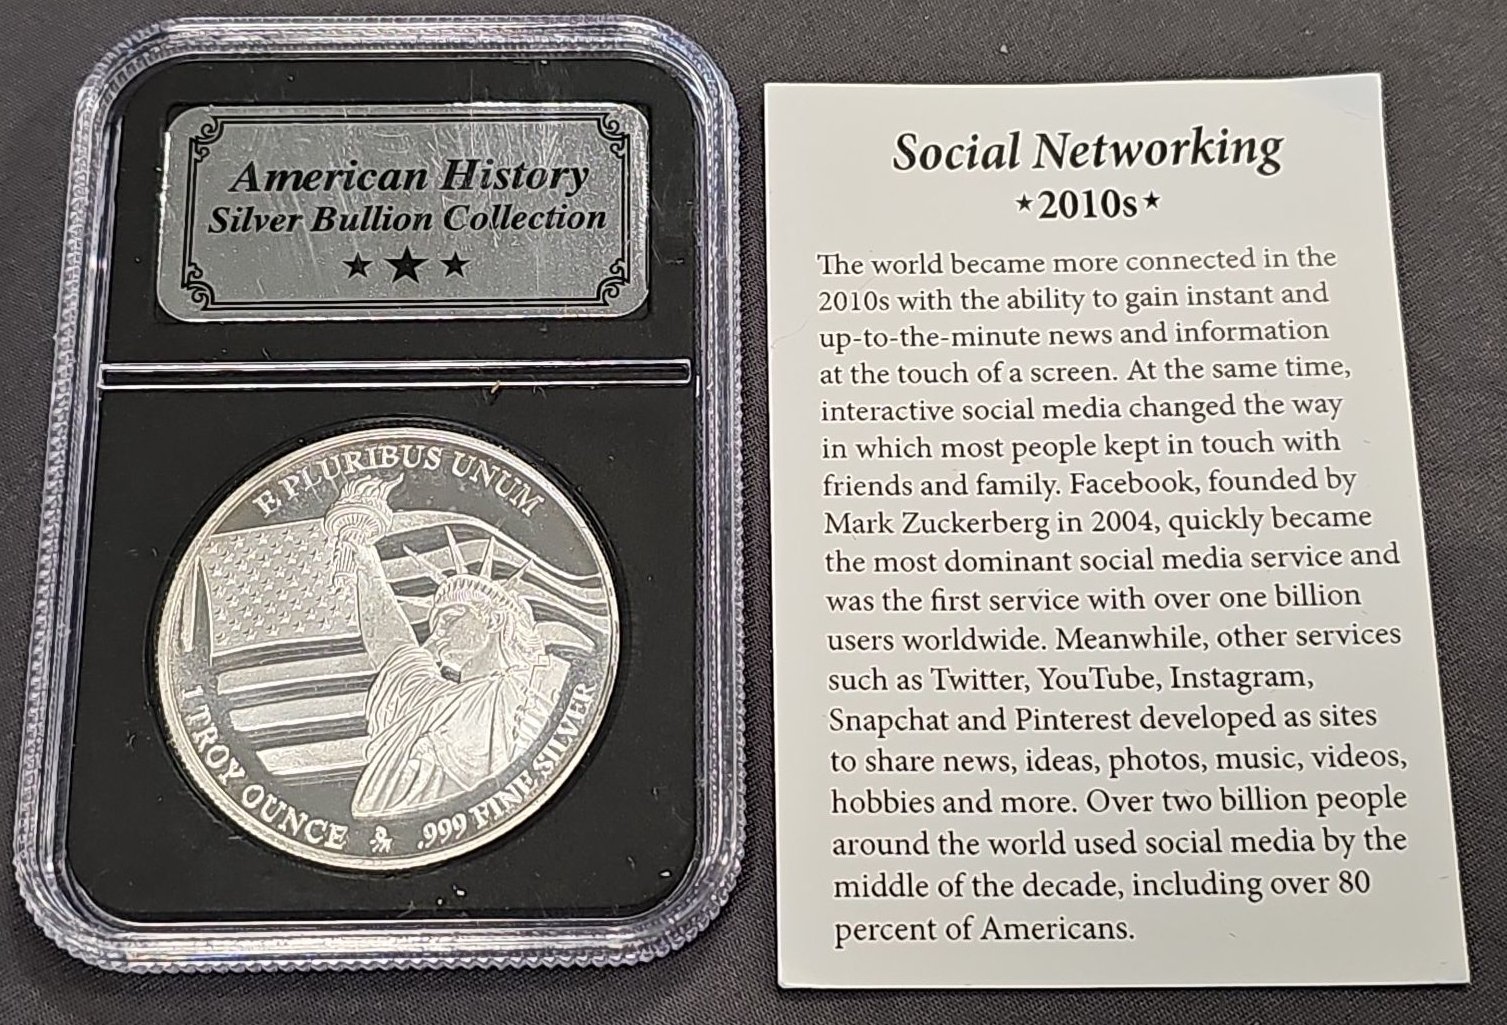 American History
Silver Bullion Collection
E PLURIBUS UNUM
1 TROY OUNCE
.999 FINE SILVER
Social Networking
★2010s★
The world became more connected in the
2010s with the ability to gain instant and
up-to-the-minute news and information
at the touch of a screen. At the same time,
interactive social media changed the way
in which most people kept in touch with
friends and family. Facebook, founded by
Mark Zuckerberg in 2004, quickly became
the most dominant social media service and
was the first service with over one billion
users worldwide. Meanwhile, other services
such as Twitter, YouTube, Instagram,
Snapchat and Pinterest developed as sites
to share news, ideas, photos, music, videos,
hobbies and more. Over two billion people
around the world used social media by the
middle of the decade, including over 80
percent of Americans.